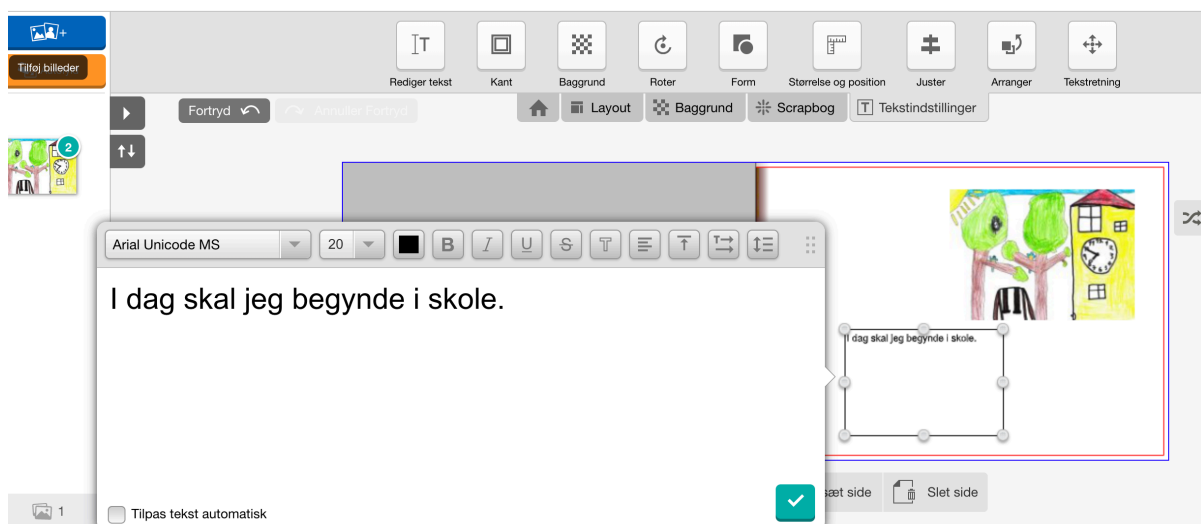 Tilføj billeder
Rediger tekst
Kant
Baggrund
Roter
Form
Størrelse og position
Juster
Arranger
Tekstretning
Fortryd
Annuller Fortryd
Layout
Baggrund
Scrapbog
Tekstindstillinger
2
Arial Unicode MS
20
I dag skal jeg begynde i skole.
I dag skal jeg begynde i skole.
Tilpas tekst automatisk
sæt side
Slet side
1